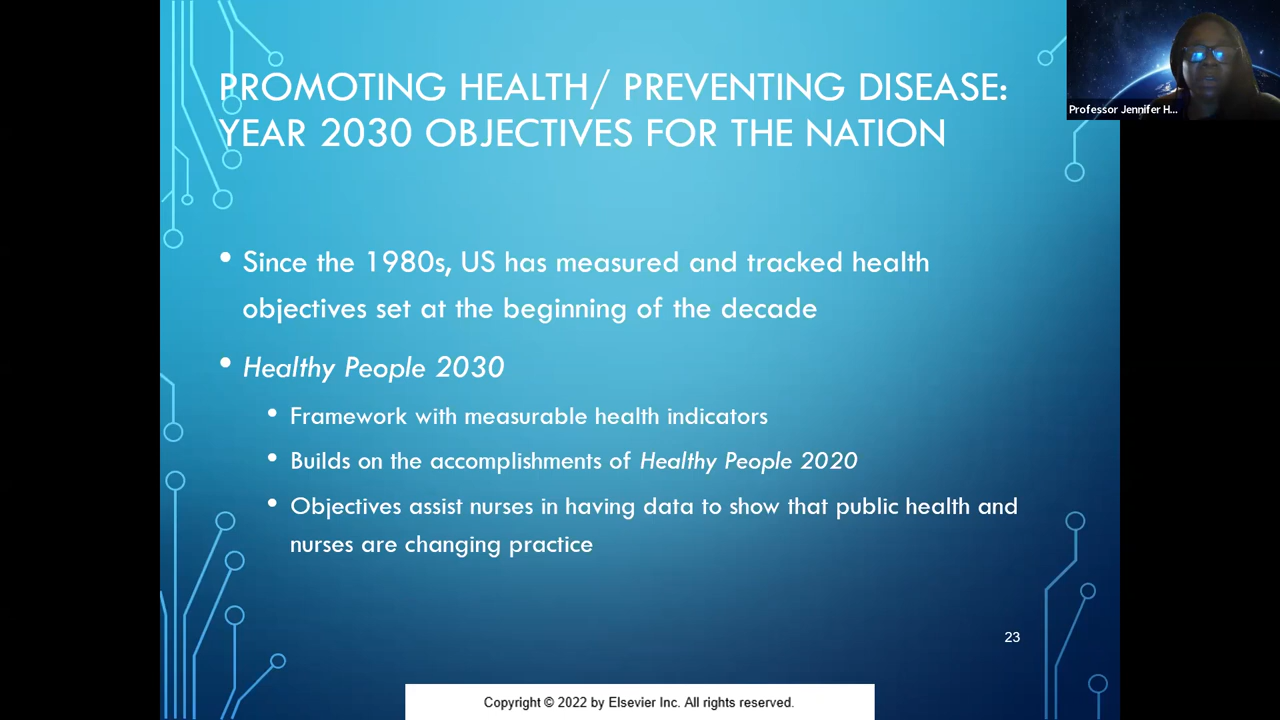 PROMOTING HEALTH/ PREVENTING DISEASE:
YEAR 2030 OBJECTIVES FOR THE NATION
Professor Jennifer H...
• Since the 1980s, US has measured and tracked health
objectives set at the beginning of the decade
• Healthy People 2030
• Framework with measurable health indicators
• Builds on the accomplishments of Healthy People 2020
• Objectives assist nurses in having data to show that public health and
nurses are changing practice
23
Copyright © 2022 by Elsevier Inc. All rights reserved.